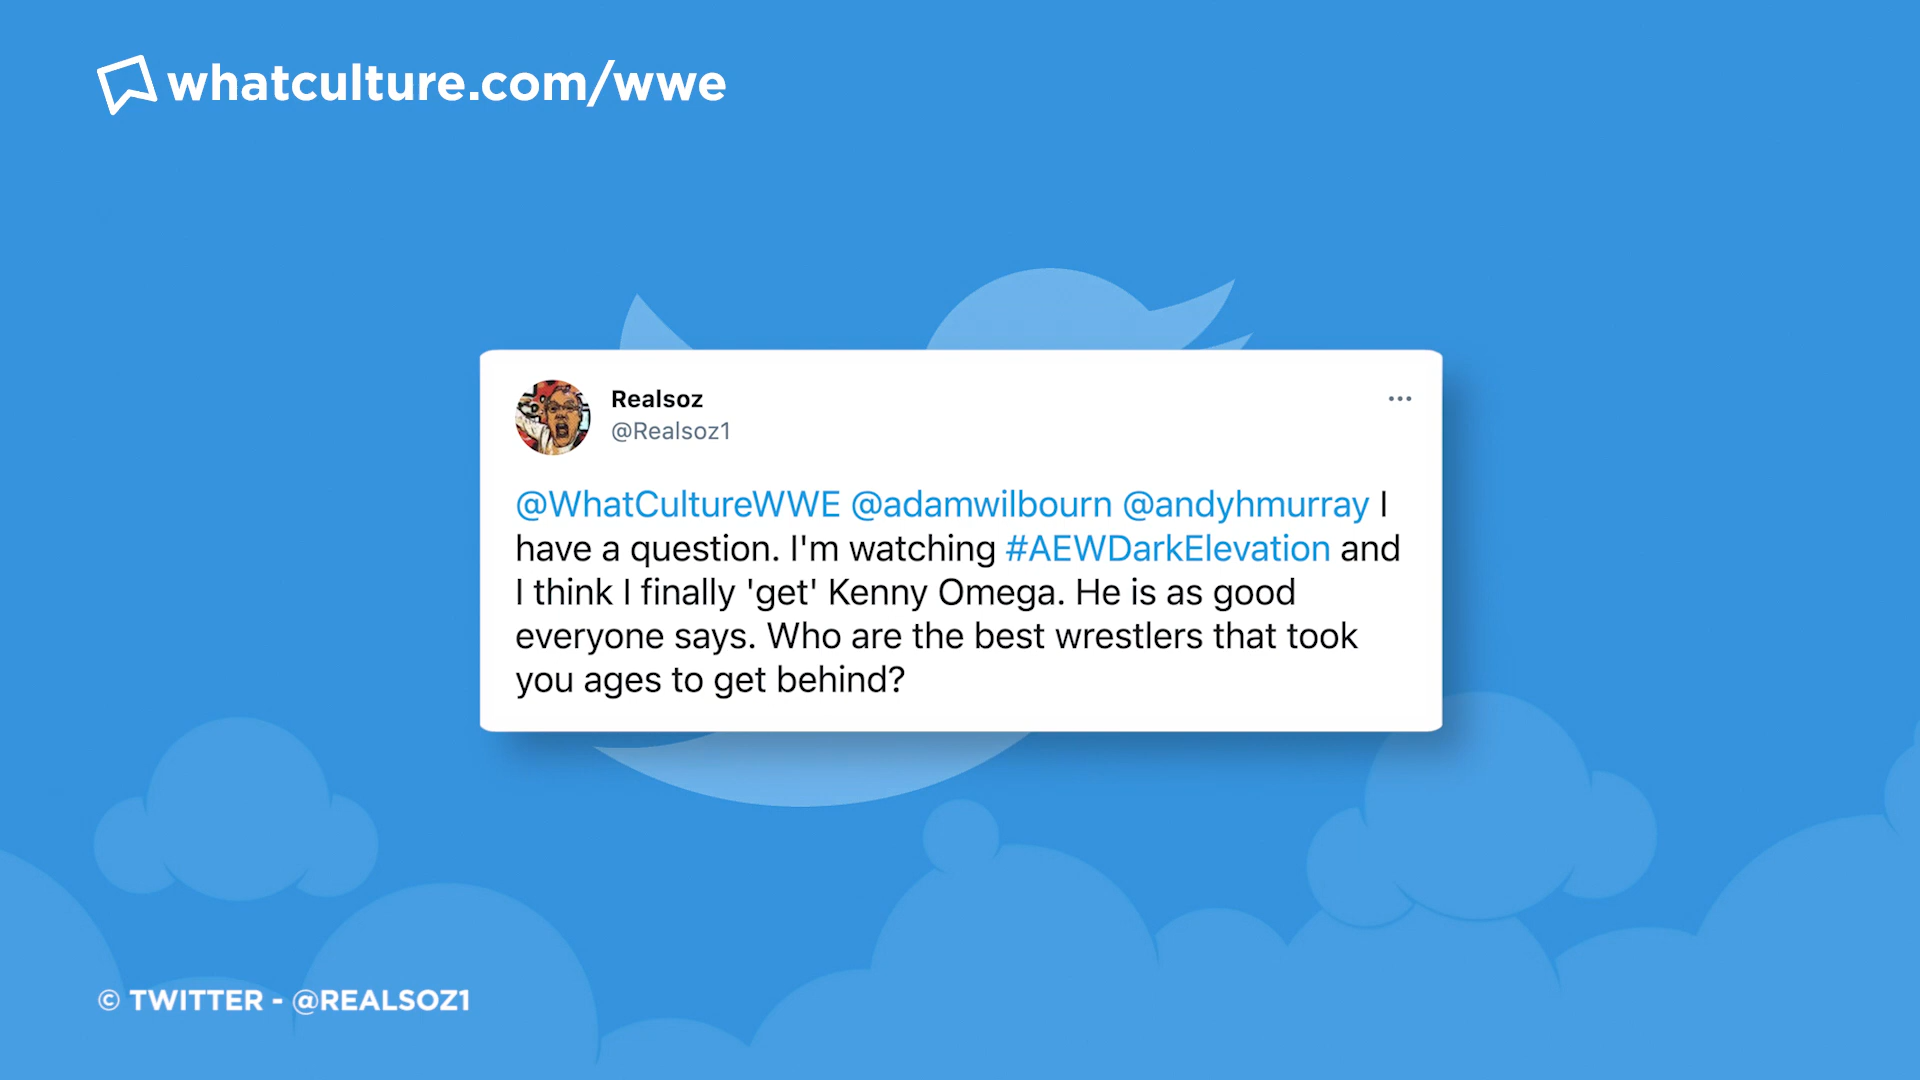 whatculture.com/wwe
Realsoz
@Realsoz1
@WhatCultureWWE @adamwilbourn @andyhmurray I
have a question. I'm watching #AEWDarkElevation and
I think I finally 'get' Kenny Omega. He is as good
everyone says. Who are the best wrestlers that took
you ages to get behind?
© TWITTER - @REALSOZ1